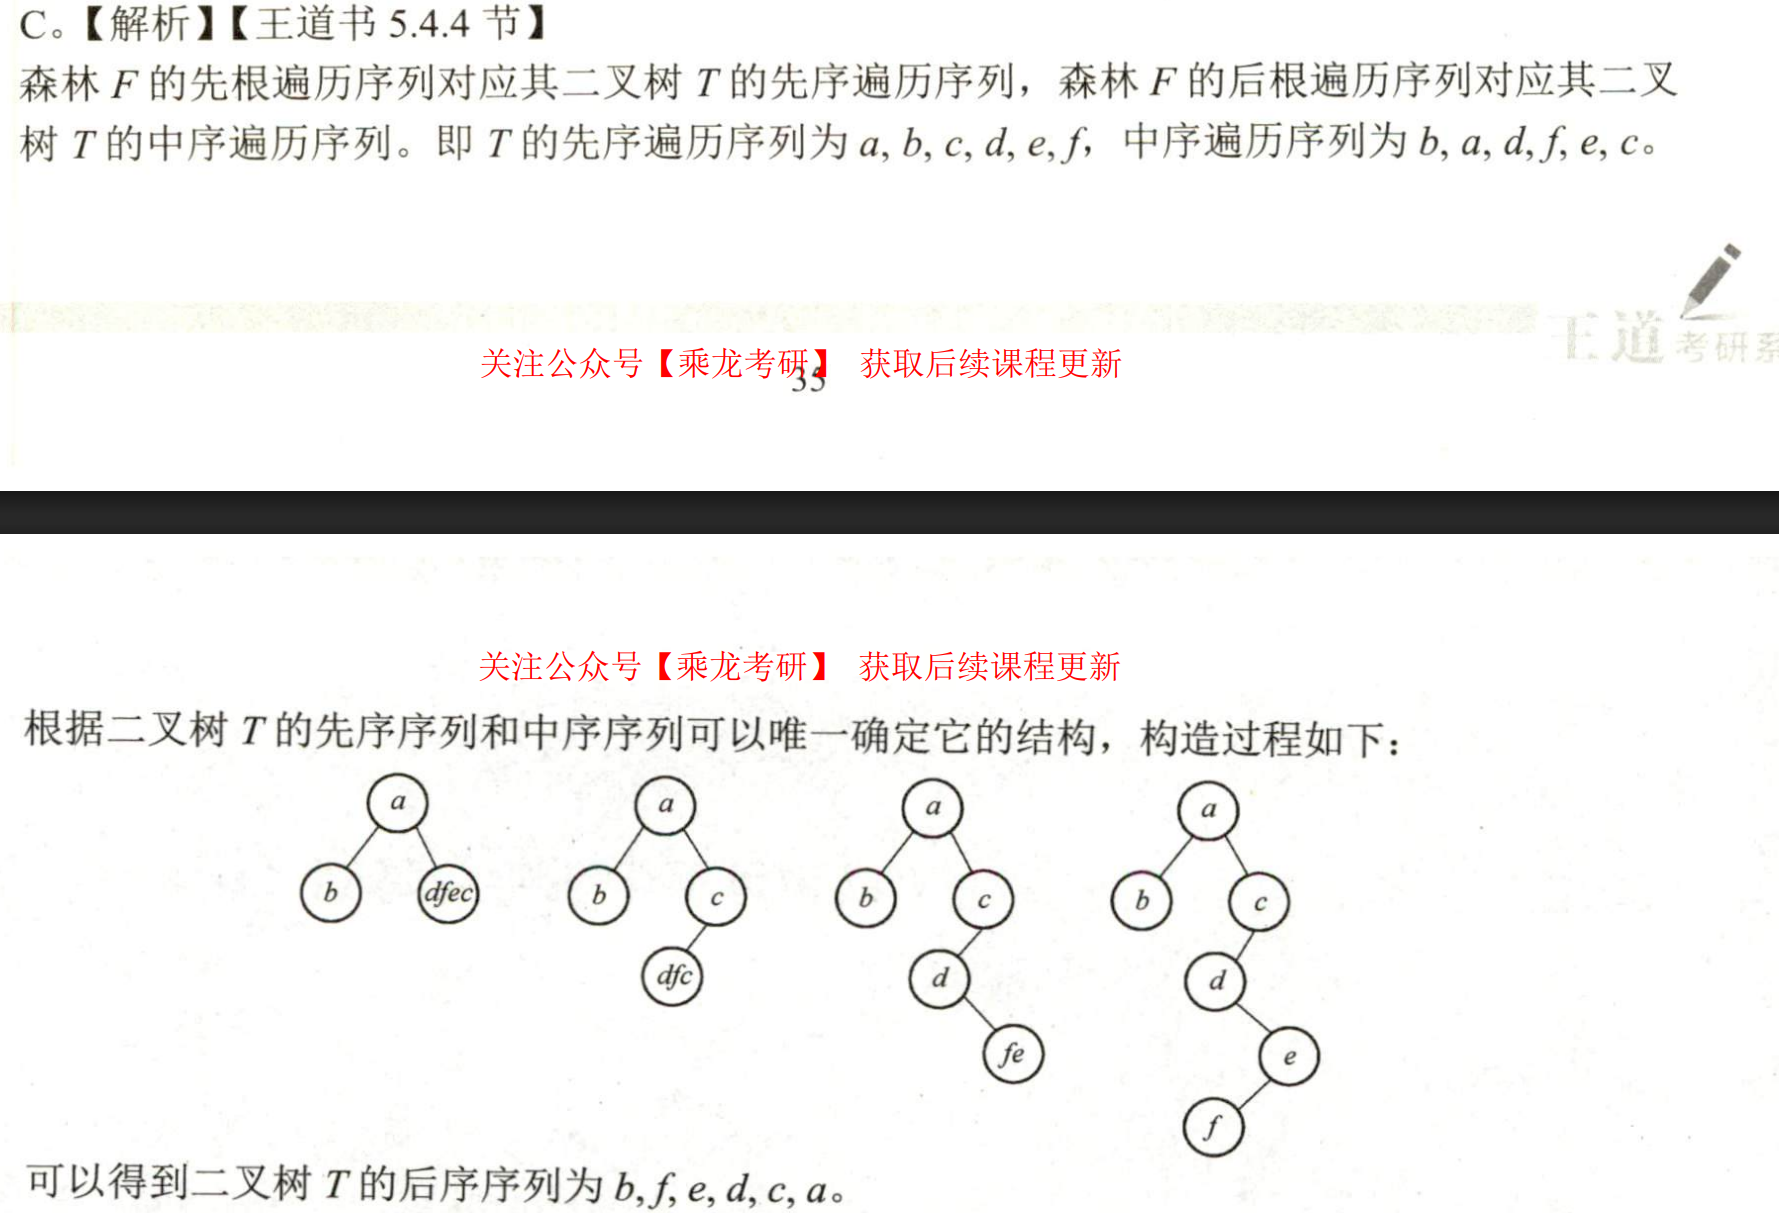 C。【解析】【王道书 5.4.4 节】
森林 F 的先根遍历序列对应其二叉树 T 的先序遍历序列，森林 F 的后根遍历序列对应其二叉
树 T 的中序遍历序列。即 T 的先序遍历序列为 a, b, c, d, e, f，中序遍历序列为 b, a, d, f, e, c。
王道考研系
关注公众号【乘龙考研】 获取后续课程更新
35
关注公众号【乘龙考研】 获取后续课程更新
根据二叉树 T 的先序序列和中序序列可以唯一确定它的结构，构造过程如下：
a a a a
b dfec b c b c b c
dfc d d
fe e
f
可以得到二叉树 T 的后序序列为 b, f, e, d, c, a。